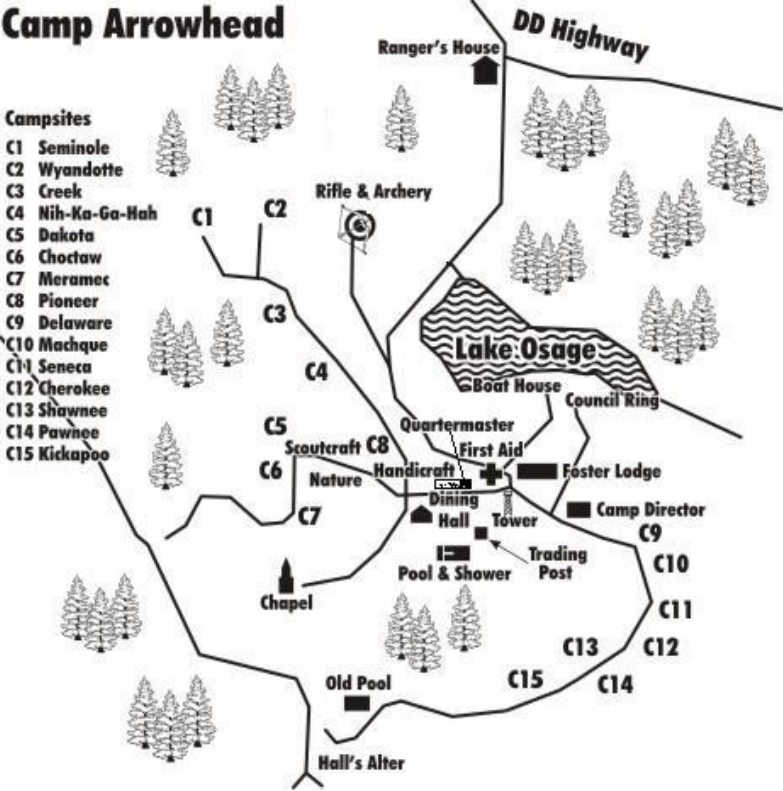 Camp Arrowhead
DD Highway
Ranger's House
Campsites
C1 Seminole
C2 Wyandotte
C3 Creek
C4 Nih-Ka-Ga-Hah
C5 Dakota
C6 Choctaw
C7 Meramec
C8 Pioneer
C9 Delaware
C10 Machque
C11 Seneca
C12 Cherokee
C13 Shawnee
C14 Pawnee
C15 Kickapoo
Rifle & Archery
C1
C2
C3
C4
Lake Osage
Boat House
Council Ring
Quartermaster
C5
Scoutcraft
C8
First Aid
C6
Nature
Handicraft
Foster Lodge
C7
Dining
Hall
Tower
Camp Director
C9
Trading
Post
Pool & Shower
C10
Chapel
C11
C13
C12
C15
C14
Old Pool
Hall's Alter